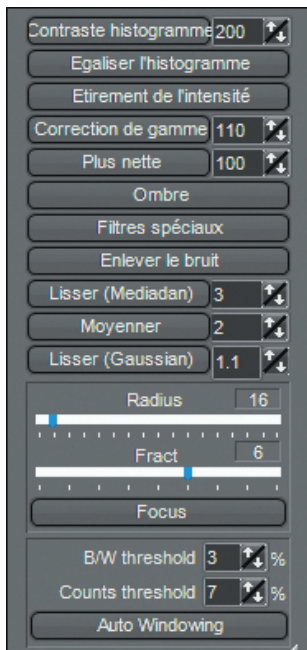 Contraste histogramme 200
Egaliser l'histogramme
Etirement de l'intensité
Correction de gamme 110
Plus nette 100
Ombre
Filtres spéciaux
Enlever le bruit
Lisser (Mediadan) 3
Moyenner 2
Lisser (Gaussian) 1.1
Radius 16
Fract 6
Focus
B/W threshold 3 %
Counts threshold 7 %
Auto Windowing